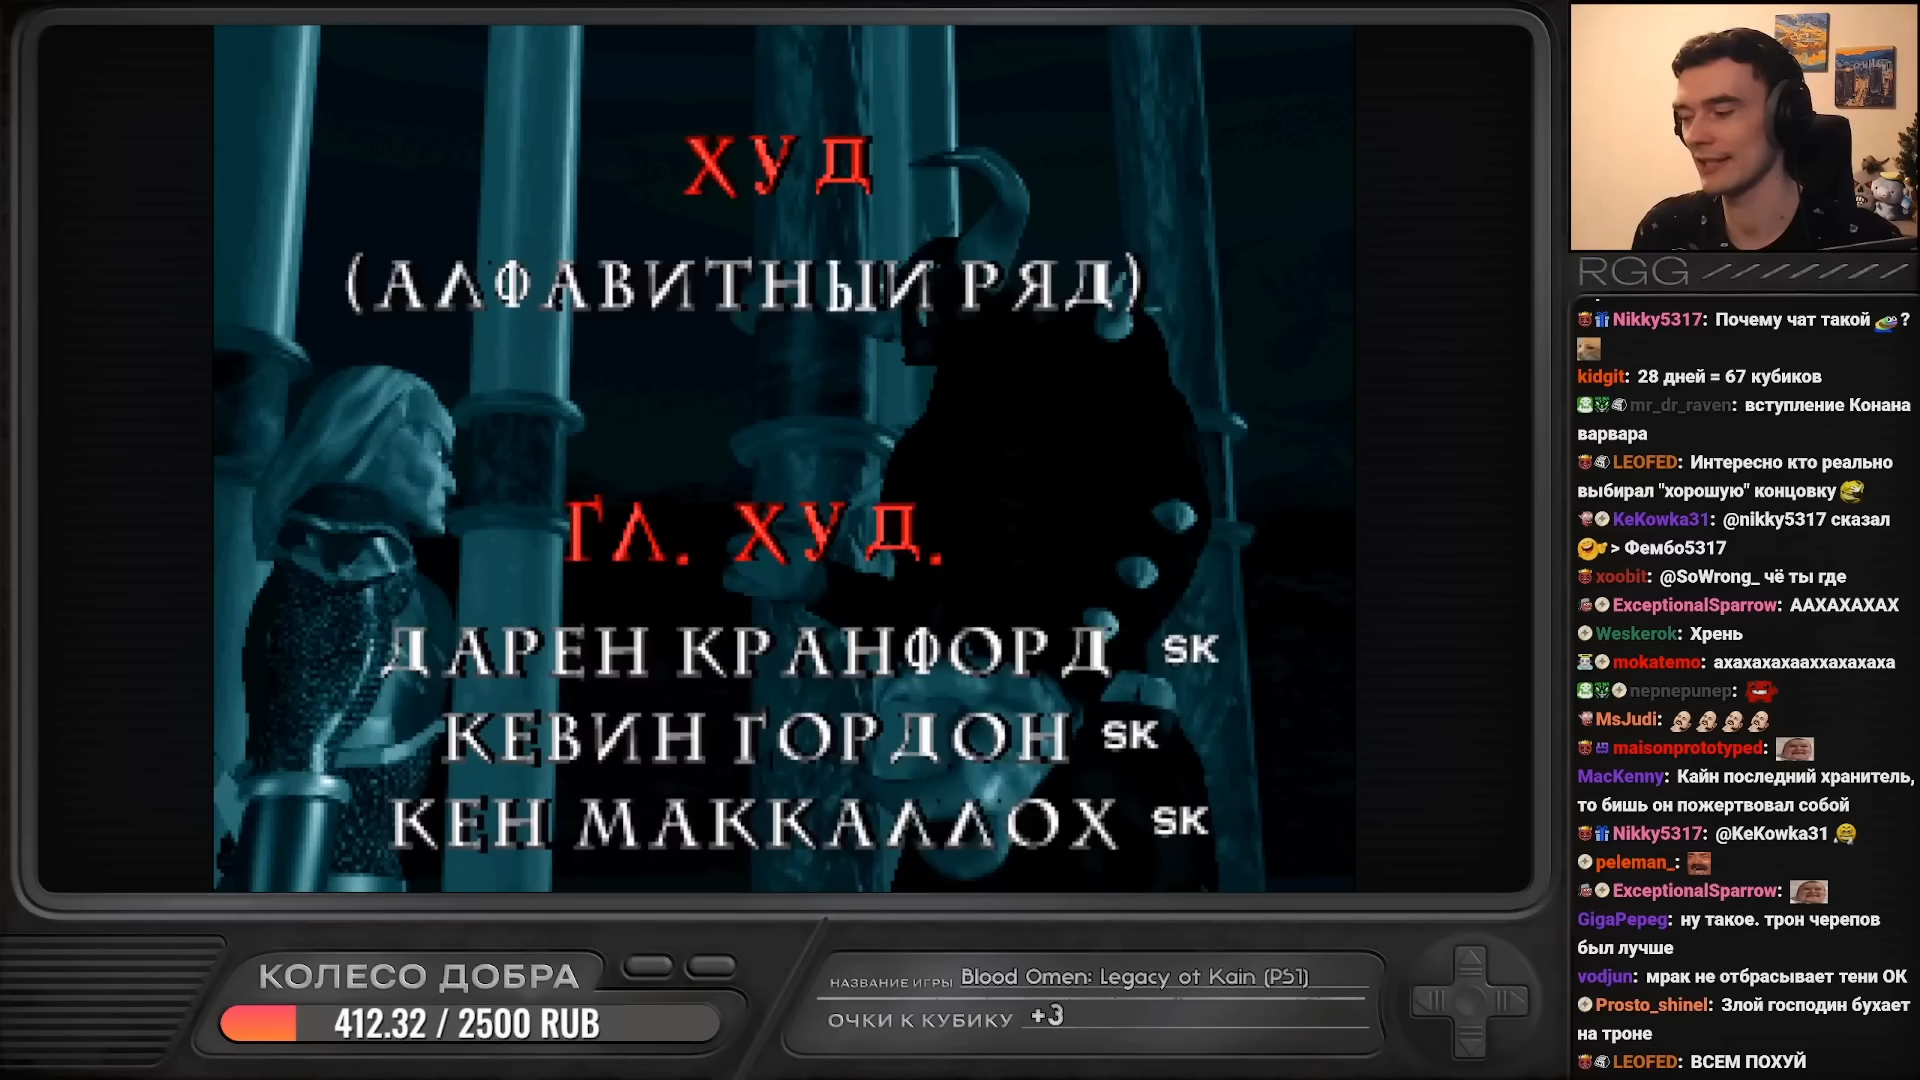 ХУД
(АЛФАВИТНЫЙ РЯД)
ГЛ. ХУД.
ДАРЕН КРАНФОРД SK
КЕВИН ГОРДОН SK
КЕН МАККАЛЛОХ SK
КОЛЕСО ДОБРА
412.32 / 2500 RUB
НАЗВАНИЕ ИГРЫ Blood Omen: Legacy of Kain (PS1)
ОЧКИ К КУБИКУ +3
RGG
Nikky5317: Почему чат такой ?
kidgit: 28 дней = 67 кубиков
mr_dr_raven: вступление Конана
варвара
LEOFED: Интересно кто реально
выбирал "хорошую" концовку
KeKowka31: @nikky5317 сказал
> Фембо5317
xoobit: @SoWrong_ чё ты где
ExceptionalSparrow: ААХАХАХАХ
Weskerok: Хрень
mokatemo: ахахахахааххахахаха
nepnepunep:
MsJudi:
maisonprototyped:
MacKenny: Кайн последний хранитель,
то бишь он пожертвовал собой
Nikky5317: @KeKowka31
peleman_:
ExceptionalSparrow:
GigaPepeg: ну такое. трон черепов
был лучше
vodjun: мрак не отбрасывает тени ОК
Prosto_shinel: Злой господин бухает
на троне
LEOFED: ВСЕМ ПОХУЙ